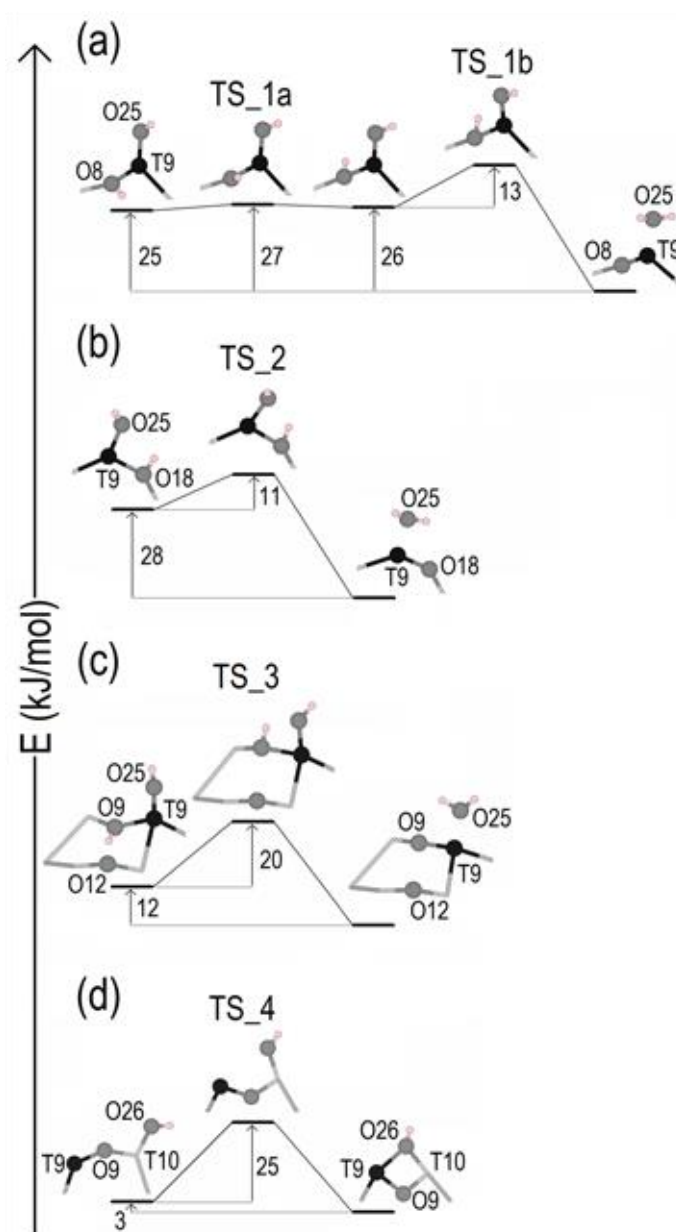 (a)
TS_1b
TS_1a
O25
O8
T9
25
27
26
13
O25
O8
T9
(b)
TS_2
O25
T9
O18
11
28
O25
T9
O18
E (kJ/mol)
(c)
TS_3
O25
O9
T9
O12
20
12
O9
O25
T9
O12
(d)
TS_4
O26
T9
O9
T10
25
3
O26
T9
T10
O9